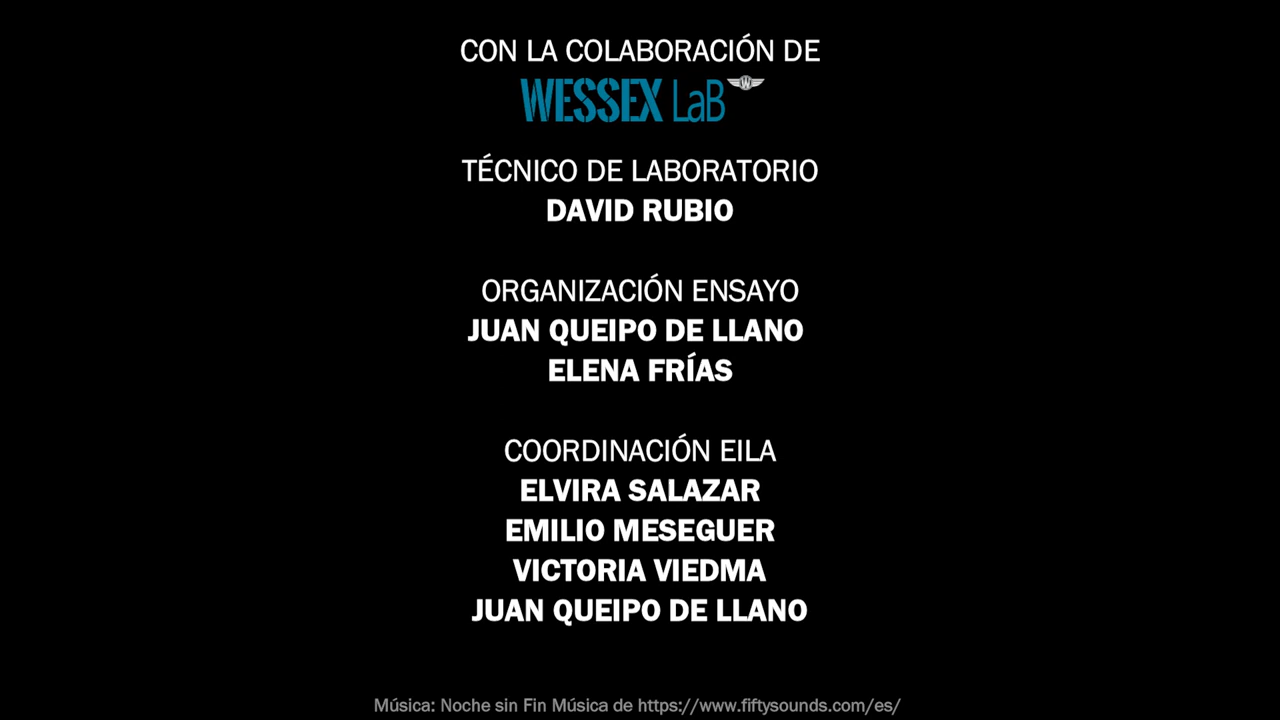 CON LA COLABORACIÓN DE
WESSEX LaB W
TÉCNICO DE LABORATORIO
DAVID RUBIO
ORGANIZACIÓN ENSAYO
JUAN QUEIPO DE LLANO
ELENA FRÍAS
COORDINACIÓN EILA
ELVIRA SALAZAR
EMILIO MESEGUER
VICTORIA VIEDMA
JUAN QUEIPO DE LLANO
Música: Noche sin Fin Música de https://www.fiftysounds.com/es/